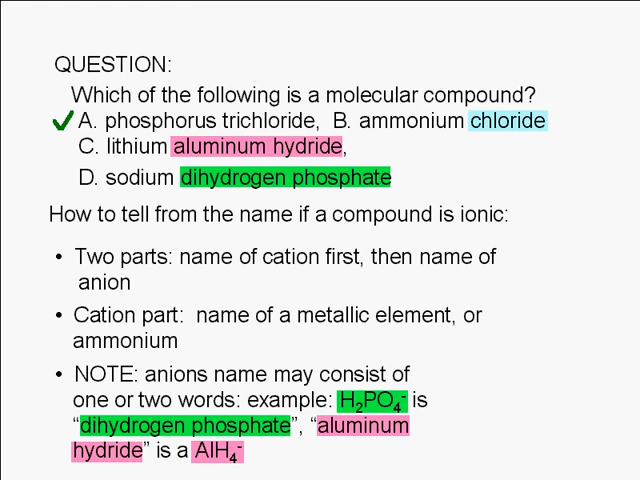 QUESTION:
Which of the following is a molecular compound?
A. phosphorus trichloride, B. ammonium chloride
C. lithium aluminum hydride,
D. sodium dihydrogen phosphate
How to tell from the name if a compound is ionic:
• Two parts: name of cation first, then name of
anion
• Cation part: name of a metallic element, or
ammonium
• NOTE: anions name may consist of
one or two words: example: H₂PO₄⁻ is
“dihydrogen phosphate”, “aluminum
hydride” is a AlH₄⁻